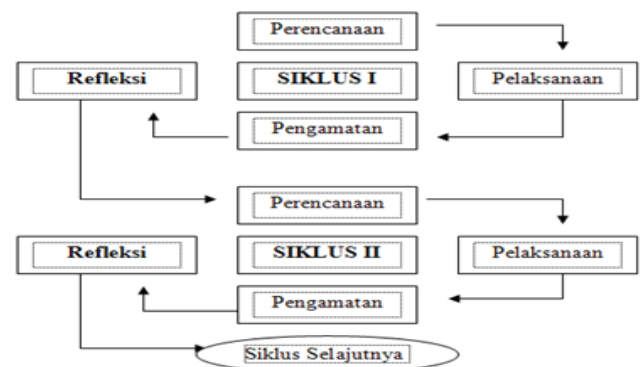 Perencanaan
Refleksi
SIKLUS I
Pelaksanaan
Pengamatan
Perencanaan
Refleksi
SIKLUS II
Pelaksanaan
Pengamatan
Siklus Selajutnya